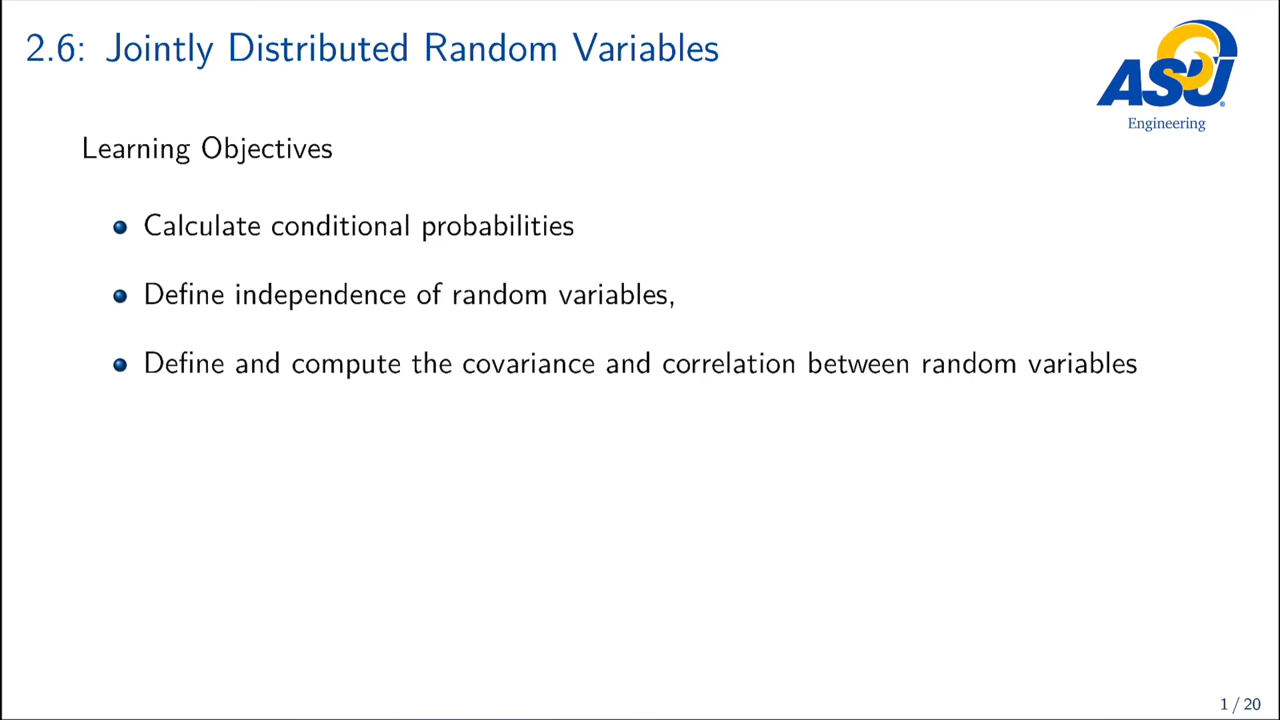 2.6: Jointly Distributed Random Variables
ASU
Engineering
Learning Objectives
Calculate conditional probabilities
Define independence of random variables,
Define and compute the covariance and correlation between random variables
1 / 20